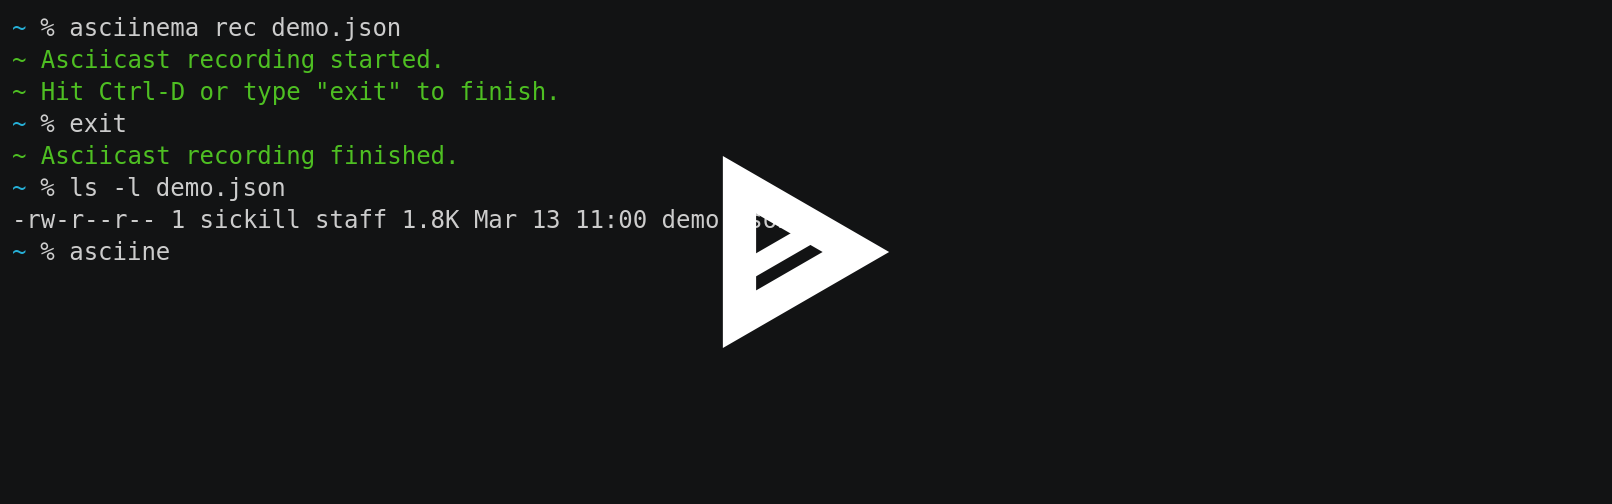 ~ % asciinema rec demo.json
~ Asciicast recording started.
~ Hit Ctrl-D or type "exit" to finish.
~ % exit
~ Asciicast recording finished.
~ % ls -l demo.json
-rw-r--r-- 1 sickill staff 1.8K Mar 13 11:00 demo
~ % asciine